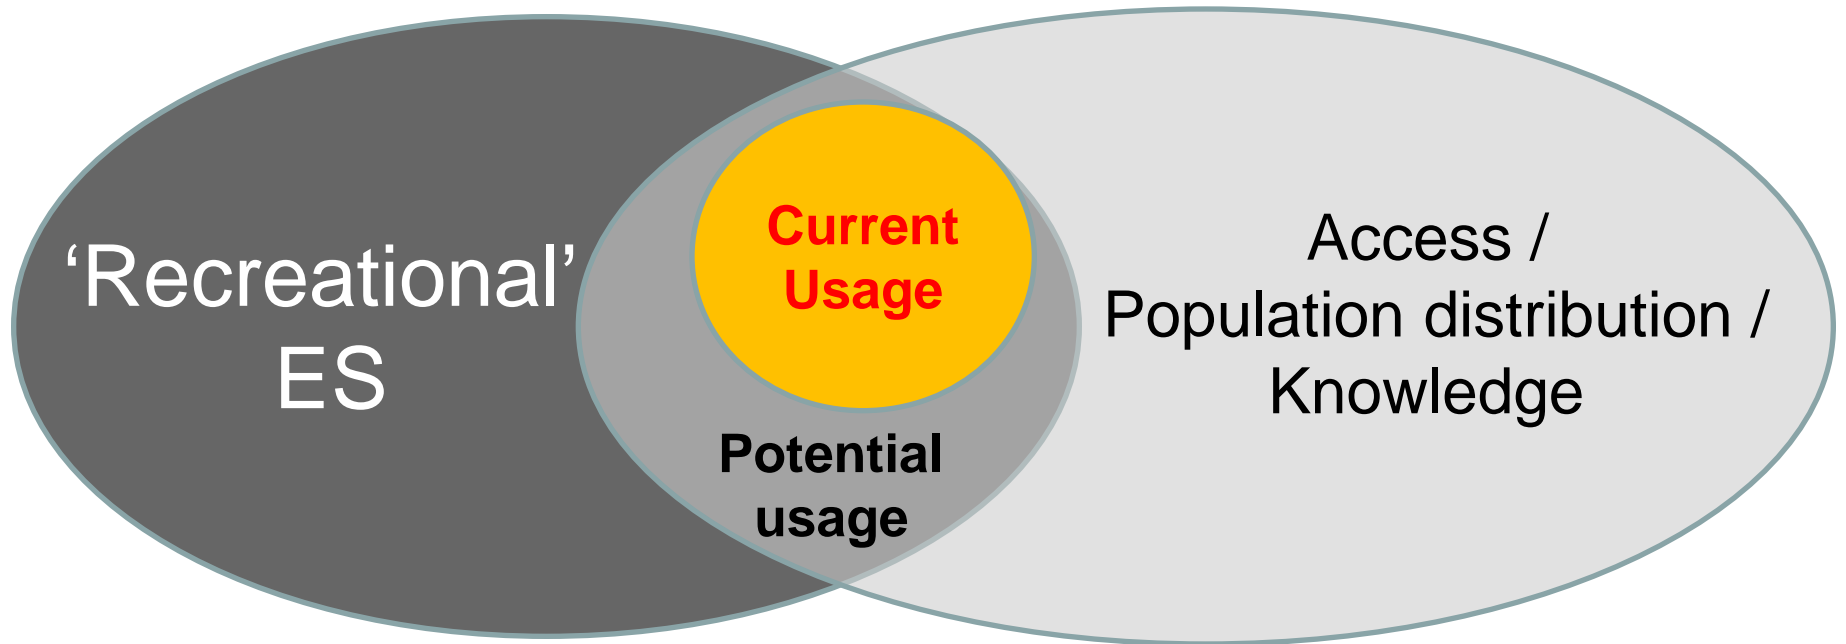 ‘Recreational’
ES
Current
Usage
Potential
usage
Access /
Population distribution /
Knowledge